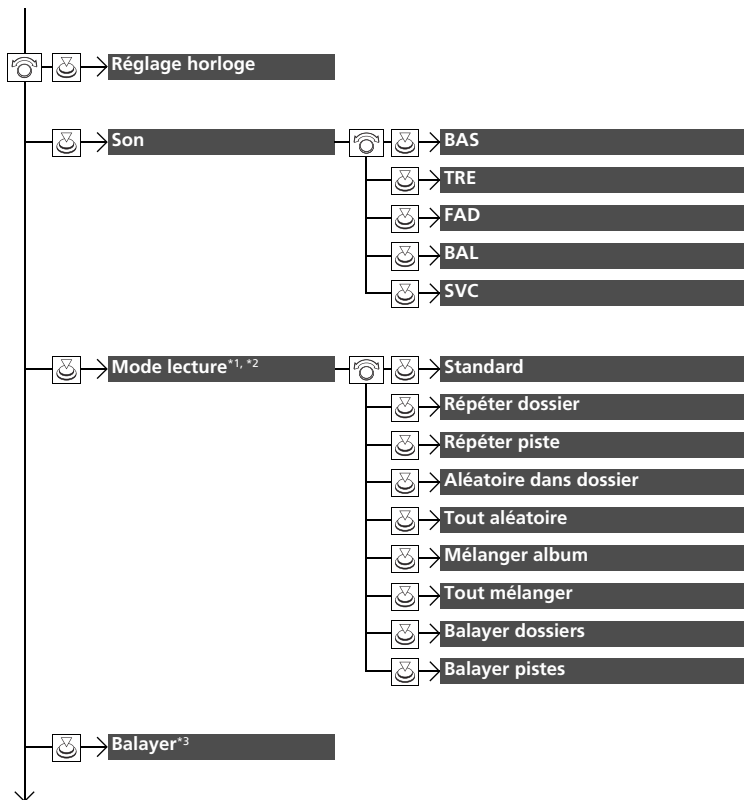 Réglage horloge
Son
BAS
TRE
FAD
BAL
SVC
Mode lecture*1, *2
Standard
Répéter dossier
Répéter piste
Aléatoire dans dossier
Tout aléatoire
Mélanger album
Tout mélanger
Balayer dossiers
Balayer pistes
Balayer*3